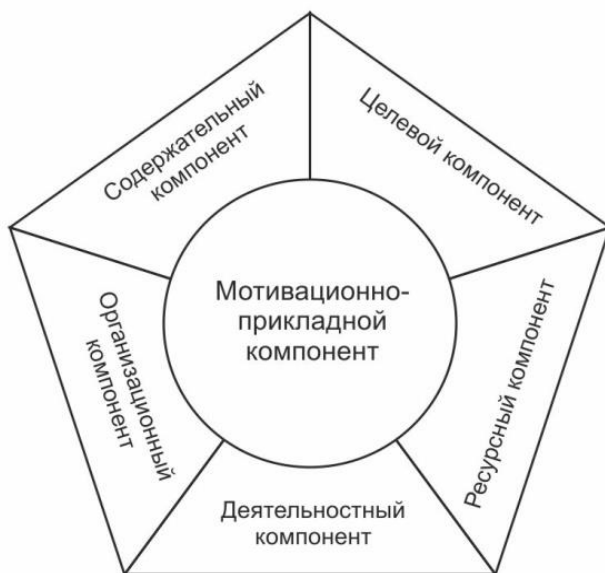 Содержательный
компонент
Целевой компонент
Мотивационно-
прикладной
компонент
Организационный
компонент
Ресурсный компонент
Деятельностный
компонент